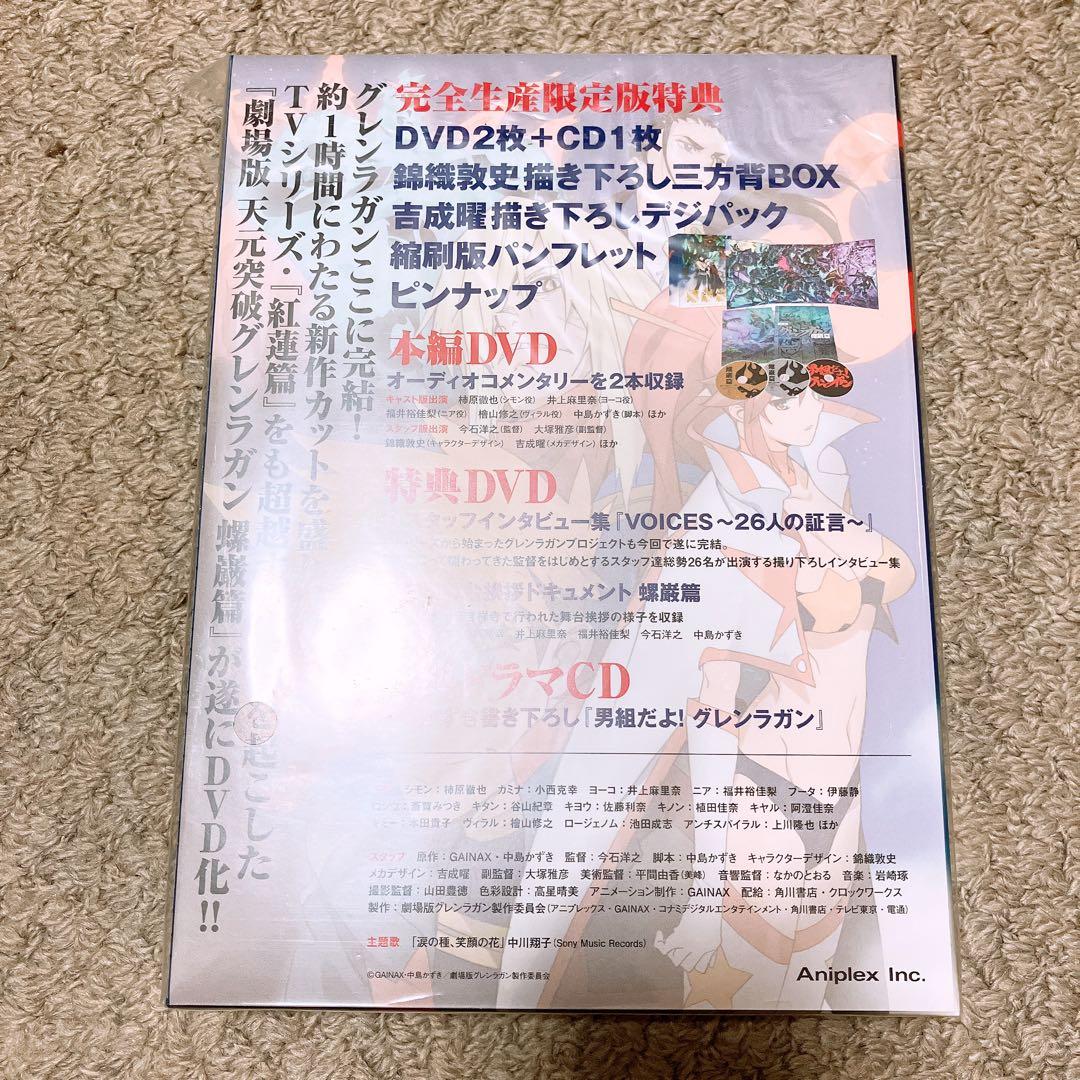 グレンラガンここに完結!
約1時間にわたる新作カットを盛
TVシリーズ・『紅蓮篇』をも超越
を起こした
『劇場版 天元突破グレンラガン 螺巌篇』が遂にDVD化!!
完全生産限定版特典
DVD2枚+CD1枚
錦織敦史描き下ろし三方背BOX
吉成曜描き下ろしデジパック
縮刷版パンフレット
ピンナップ
本編DVD
オーディオコメンタリーを2本収録
キャスト版出演 柿原徹也(シモン役) 井上麻里奈(ヨーコ役)
福井裕佳梨(ニア役) 檜山修之(ヴィラル役) 中島かずき(脚本) ほか
スタッフ版出演 今石洋之(監督) 大塚雅彦(副監督)
錦織敦史(キャラクターデザイン) 吉成曜(メカデザイン) ほか
特典DVD
タッフインタビュー集『VOICES〜26人の証言〜』
から始まったグレンラガンプロジェクトも今回で遂に完結。
関わってきた監督をはじめとするスタッフ達総勢26名が出演する撮り下ろしインタビュー集
挨拶ドキュメント 螺巌篇
で行われた舞台挨拶の様子を収録
井上麻里奈 福井裕佳梨 今石洋之 中島かずき
ラマCD
書き下ろし『男組だよ! グレンラガン』
シモン:柿原徹也 カミナ:小西克幸 ヨーコ:井上麻里奈 ニア:福井裕佳梨 ブータ:伊藤静
ロシウ:斎賀みつき キタン:谷山紀章 キヨウ:佐藤利奈 キノン:植田佳奈 キヤル:阿澄佳奈
本田貴子 ヴィラル:檜山修之 ロージェノム:池田成志 アンチスパイラル:上川隆也 ほか
スタッフ 原作:GAINAX・中島かずき 監督:今石洋之 脚本:中島かずき キャラクターデザイン:錦織敦史
メカデザイン:吉成曜 副監督:大塚雅彦 美術監督:平間由香(美峰) 音響監督:なかのとおる 音楽:岩崎琢
撮影監督:山田豊徳 色彩設計:高星晴美 アニメーション制作:GAINAX 配給:角川書店・クロックワークス
製作:劇場版グレンラガン製作委員会(アニプレックス・GAINAX・コナミデジタルエンタテインメント・角川書店・テレビ東京・電通)
主題歌 「涙の種、笑顔の花」中川翔子(Sony Music Records)
©GAINAX・中島かずき/劇場版グレンラガン製作委員会
Aniplex Inc.